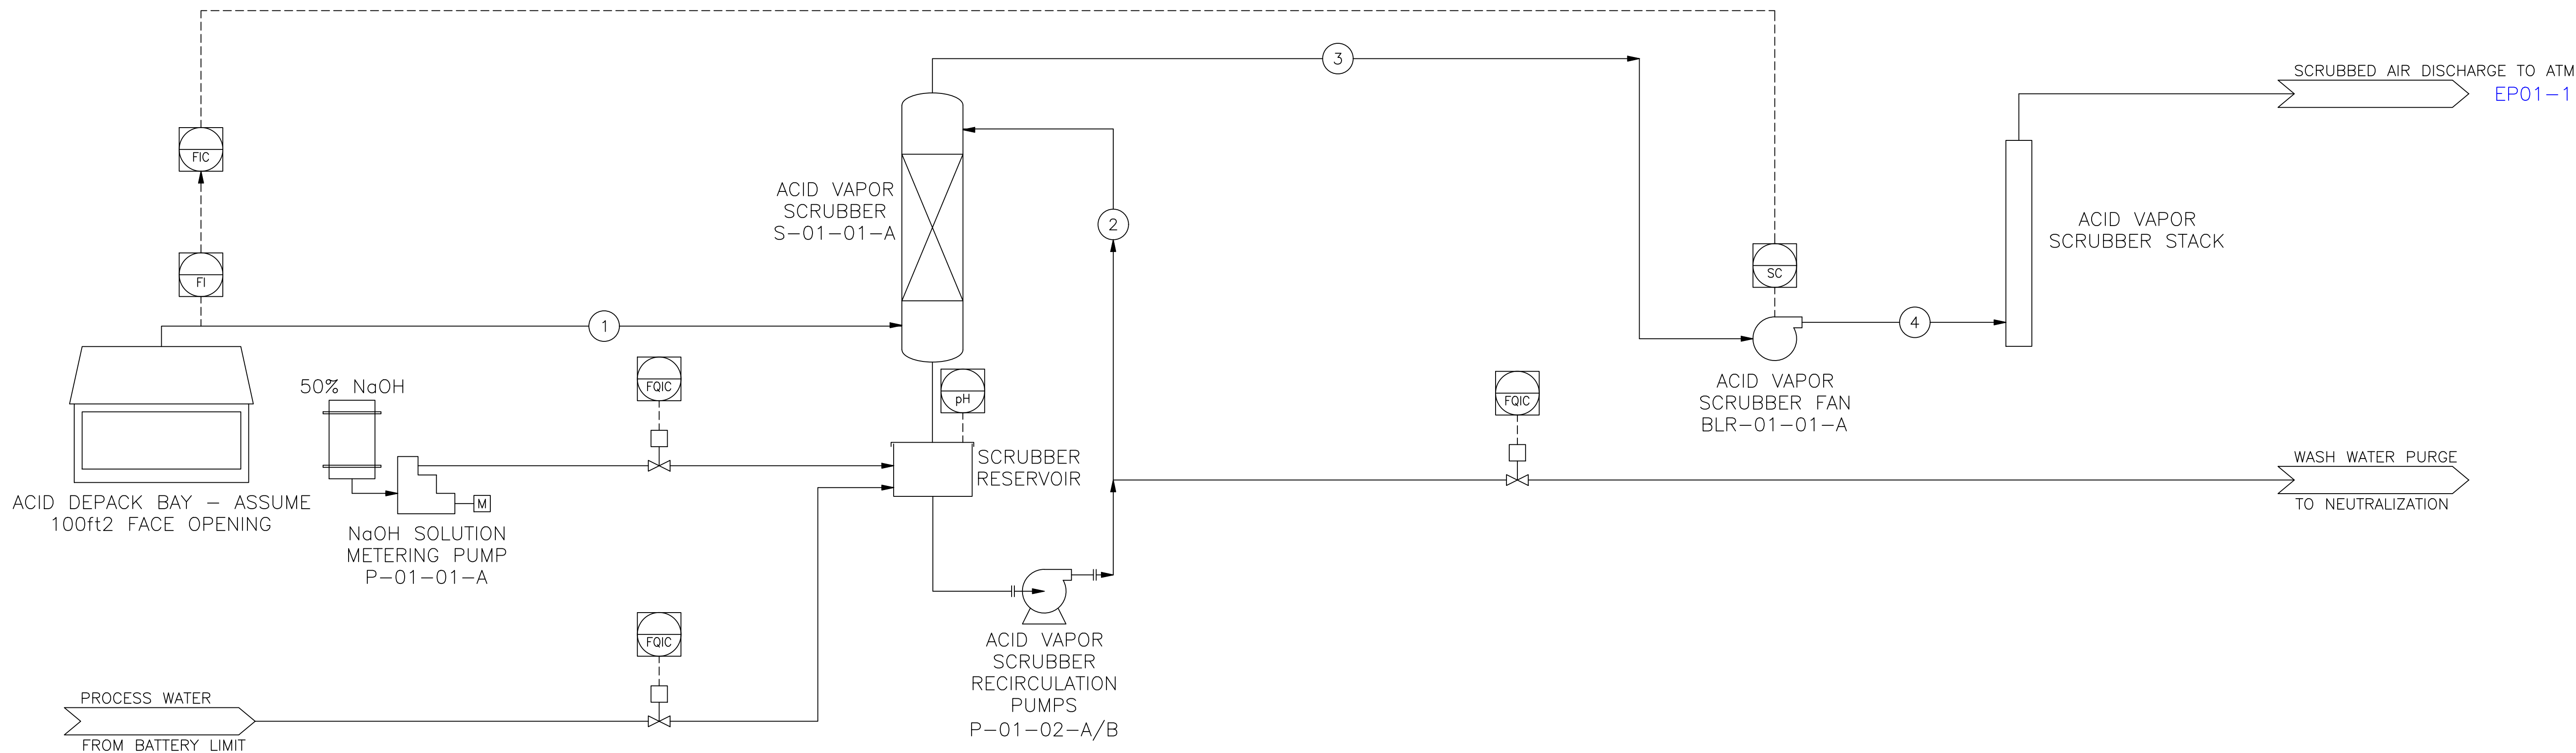 3
SCRUBBED AIR DISCHARGE TO ATM
EP01-1
FIC
ACID VAPOR
SCRUBBER
S-01-01-A
2
ACID VAPOR
SCRUBBER STACK
FI
SC
1
4
50% NaOH
FQIC
pH
FQIC
ACID VAPOR
SCRUBBER FAN
BLR-01-01-A
SCRUBBER
RESERVOIR
WASH WATER PURGE
TO NEUTRALIZATION
ACID DEPACK BAY - ASSUME
100ft2 FACE OPENING
M
NaOH SOLUTION
METERING PUMP
P-01-01-A
FQIC
ACID VAPOR
SCRUBBER
RECIRCULATION
PUMPS
P-01-02-A/B
PROCESS WATER
FROM BATTERY LIMIT